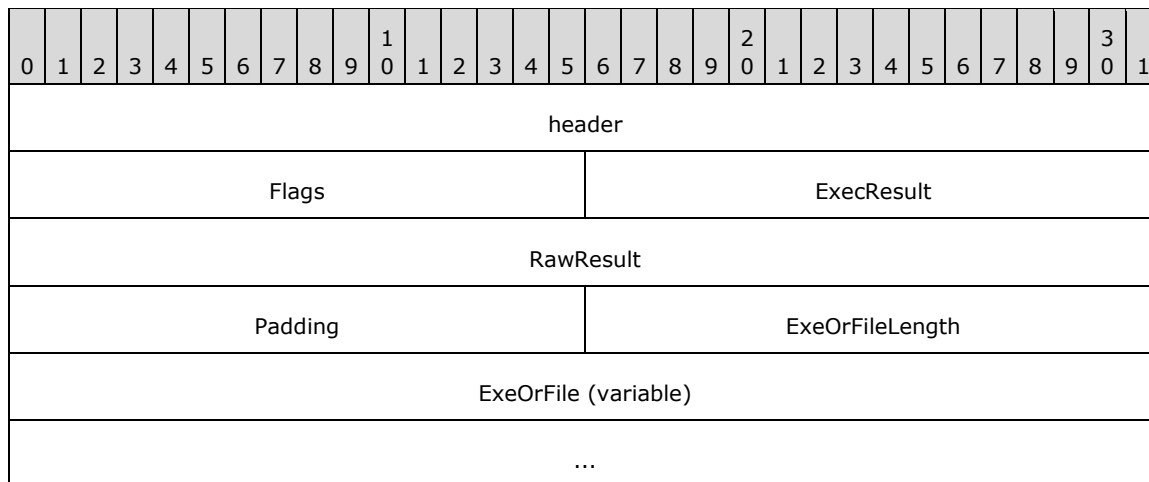 1 2 3
0 1 2 3 4 5 6 7 8 9 0 1 2 3 4 5 6 7 8 9 0 1 2 3 4 5 6 7 8 9 0 1
header
Flags ExecResult
RawResult
Padding ExeOrFileLength
ExeOrFile (variable)
...